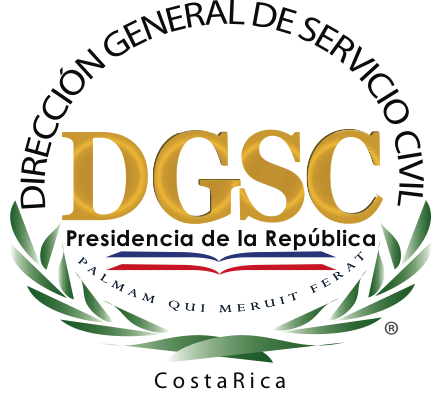 DIRECCIÓN GENERAL DE SERVICIO CIVIL
DGSC
Presidencia de la República
PALMAM QUI MERUIT FERAT
®
CostaRica